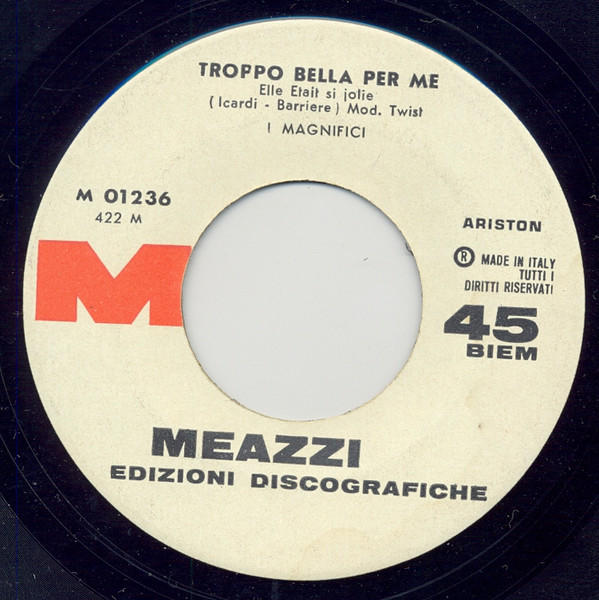 TROPPO BELLA PER ME
Elle Etait si jolie
(Icardi - Barriere) Mod. Twist
I MAGNIFICI
M 01236
422 M
ARISTON
® MADE IN ITALY
TUTTI I
DIRITTI RISERVATI
M
45
BIEM
MEAZZI
EDIZIONI DISCOGRAFICHE